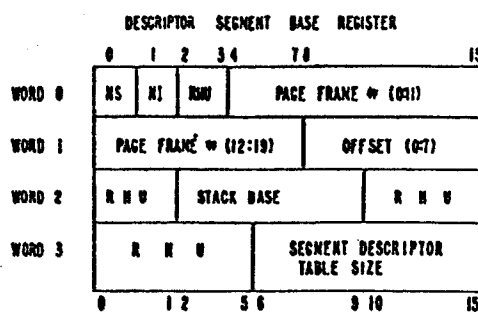 DESCRIPTOR SEGMENT BASE REGISTER
0 1 2 3 4 7 8 15
WORD 0 NS NI RMU PAGE FRAME # (0:11)
WORD 1 PAGE FRAME # (12:19) OFFSET (0:7)
WORD 2 R M U STACK BASE R M U
WORD 3 R M U SEGMENT DESCRIPTOR
TABLE SIZE
0 1 2 5 6 9 10 15